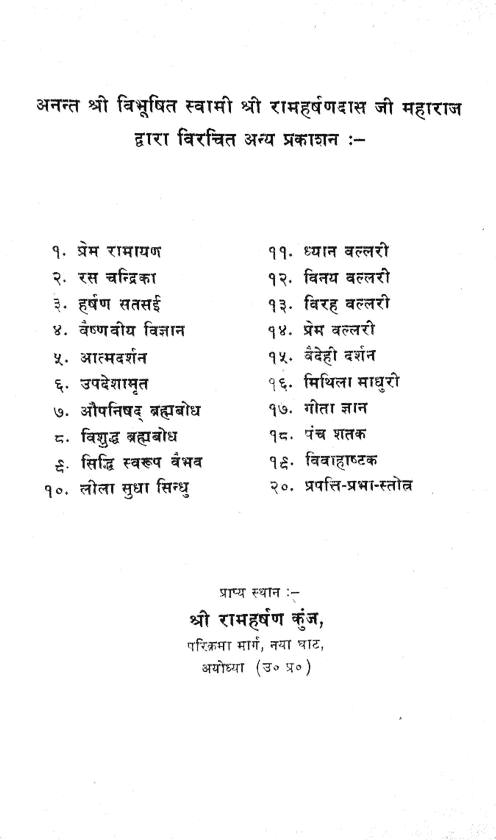 अनन्त श्री विभूषित स्वामी श्री रामहर्षणदास जी महाराज
द्वारा विरचित अन्य प्रकाशन :–
१. प्रेम रामायण
२. रस चन्द्रिका
३. हर्षण सतसई
४. वैष्णवीय विज्ञान
५. आत्मदर्शन
६. उपदेशामृत
७. औपनिषद् ब्रह्मबोध
८. विशुद्ध ब्रह्मबोध
९. सिद्धि स्वरूप वैभव
१०. लीला सुधा सिन्धु
११. ध्यान वल्लरी
१२. विनय वल्लरी
१३. विरह वल्लरी
१४. प्रेम वल्लरी
१५. वैदेही दर्शन
१६. मिथिला माधुरी
१७. गीता ज्ञान
१८. पंच शतक
१९. विवाहाष्टक
२०. प्रपत्ति-प्रभा-स्तोत्र
प्राप्य स्थान :–
श्री रामहर्षण कुंज,
परिक्रमा मार्ग, नया घाट,
अयोध्या (उ० प्र०)